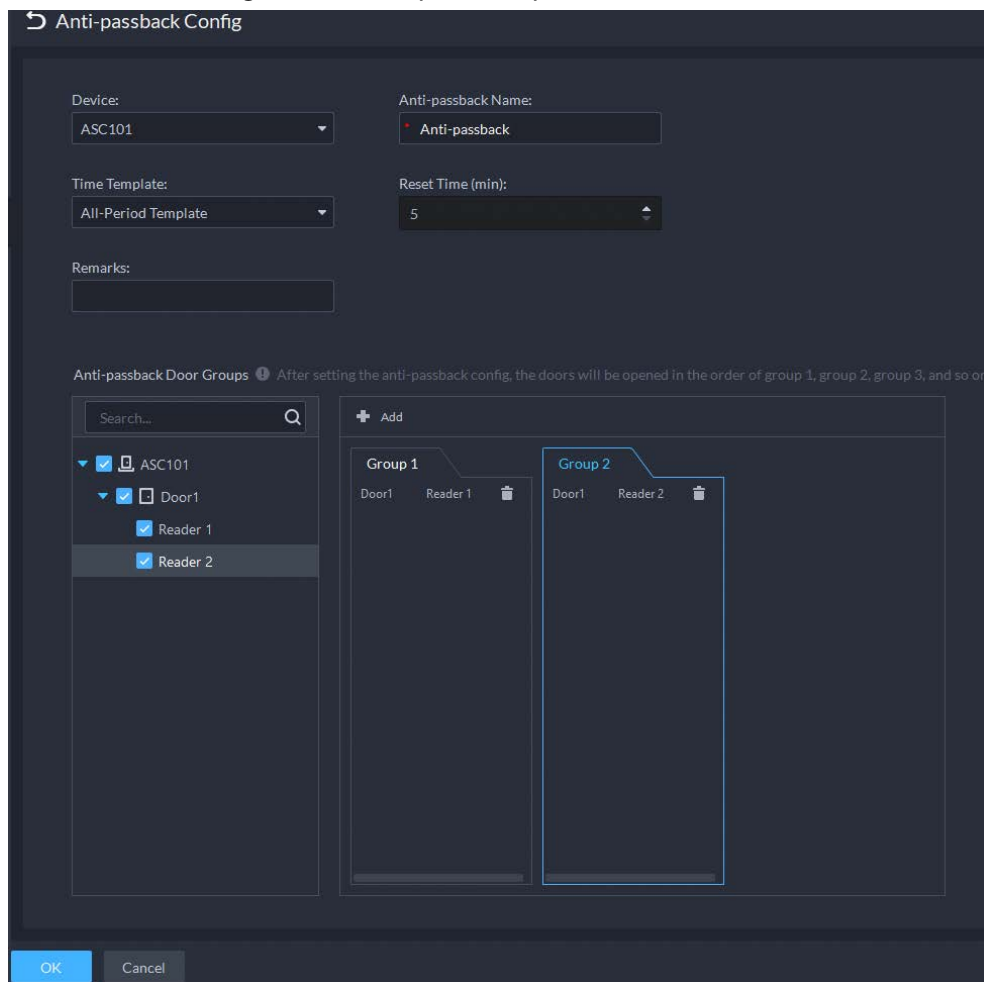 Anti-passback Config
Device: Anti-passback Name:
ASC101 * Anti-passback
Time Template: Reset Time (min):
All-Period Template 5
Remarks:
Anti-passback Door Groups After setting the anti-passback config, the doors will be opened in the order of group 1, group 2, group 3, and so
Search... Add
ASC101 Group 1 Group 2
Door1 Door1 Reader 1 Door1 Reader 2
Reader 1
Reader 2
OK Cancel